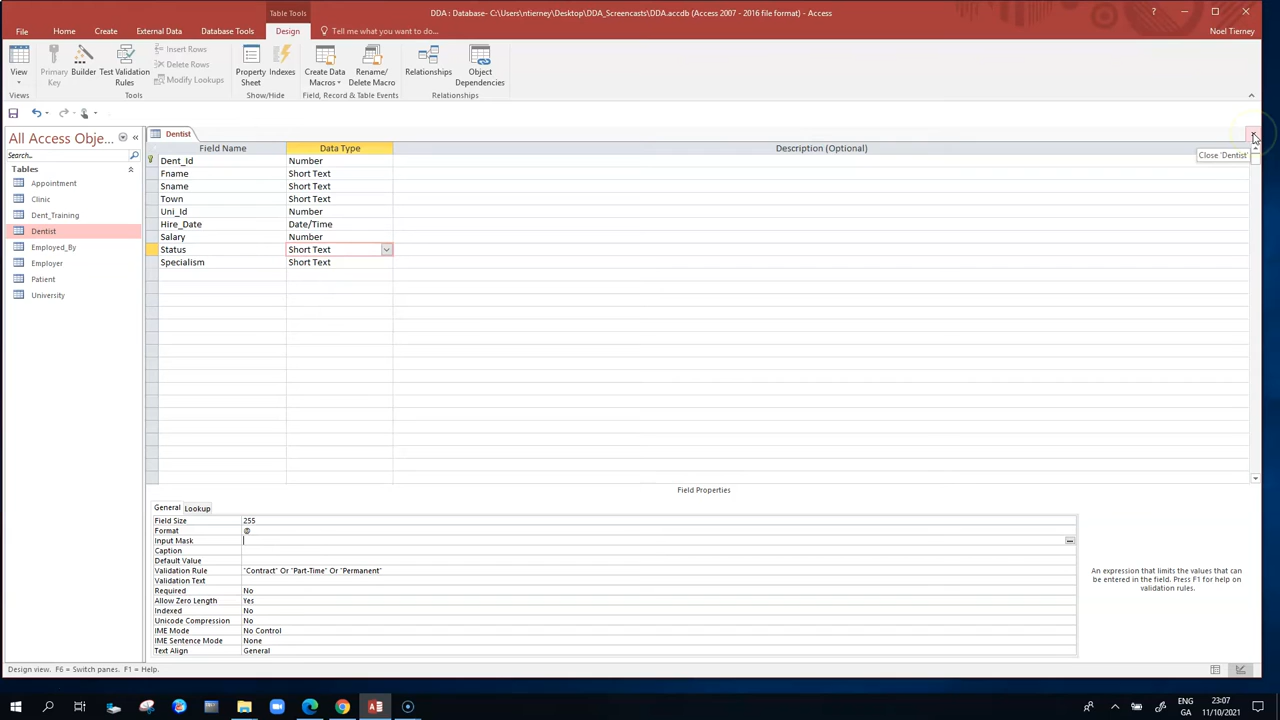 Table Tools
DDA : Database- C:\Users\ntierney\Desktop\DDA_Screencasts\DDA.accdb (Access 2007 - 2016 file format) - Access
?
File
Home
Create
External Data
Database Tools
Design
Tell me what you want to do...
Noel Tierney
View
Primary Key
Builder
Test Validation Rules
Insert Rows
Delete Rows
Modify Lookups
Property Sheet
Indexes
Create Data Macros
Rename/ Delete Macro
Relationships
Object Dependencies
Views
Tools
Show/Hide
Field, Record & Table Events
Relationships
All Access Obje...
Search...
Tables
Appointment
Clinic
Dent_Training
Dentist
Employed_By
Employer
Patient
University
Dentist
Close 'Dentist'
Field Name Data Type Description (Optional)
Dent_Id Number
Fname Short Text
Sname Short Text
Town Short Text
Uni_Id Number
Hire_Date Date/Time
Salary Number
Status Short Text
Specialism Short Text
Field Properties
General Lookup
Field Size 255
Format @
Input Mask
Caption
Default Value
Validation Rule "Contract" Or "Part-Time" Or "Permanent"
Validation Text
Required No
Allow Zero Length Yes
Indexed No
Unicode Compression No
IME Mode No Control
IME Sentence Mode None
Text Align General
An expression that limits the values that can
be entered in the field. Press F1 for help on
validation rules.
Design view. F6 = Switch panes. F1 = Help.
ENG
GA
23:07
11/10/2021